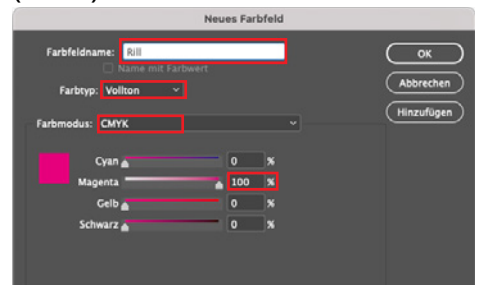 Neues Farbfeld
Farbfeldname: Rill
OK
Name mit Farbwert
Abbrechen
Farbtyp: Vollton
Hinzufügen
Farbmodus: CMYK
Cyan 0 %
Magenta 100 %
Gelb 0 %
Schwarz 0 %